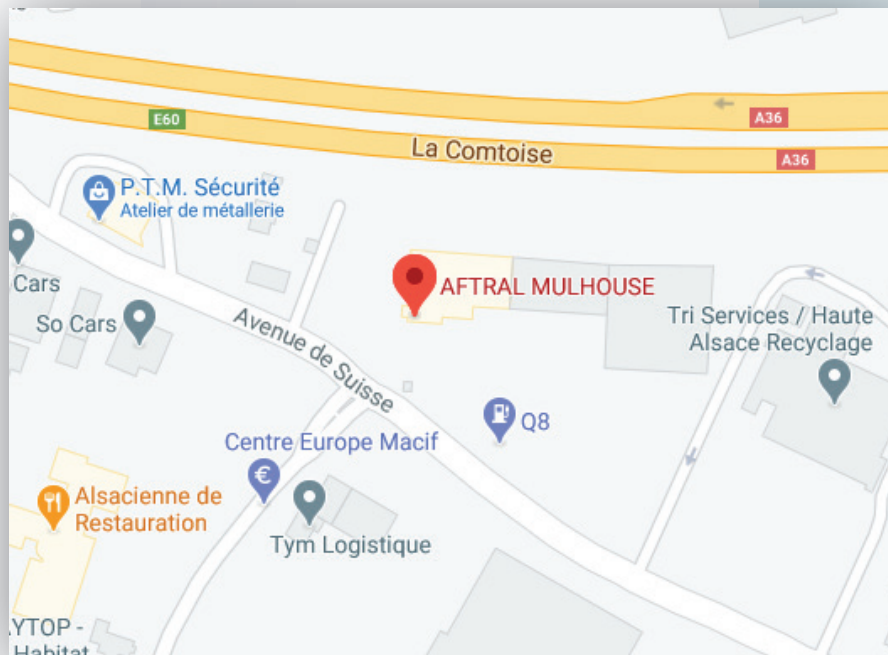 E60
A36
La Comtoise
A36
P.T.M. Sécurité
Atelier de métallerie
AFTRAL MULHOUSE
Cars
So Cars
Avenue de Suisse
Tri Services / Haute
Alsace Recyclage
Q8
Centre Europe Macif
€
Alsacienne de
Restauration
Tym Logistique
YTOP -
Habitat